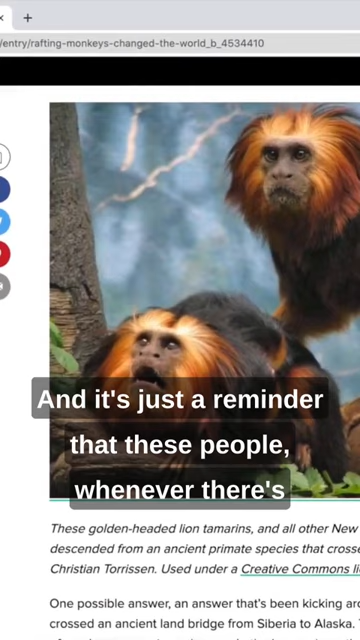 /entry/rafting-monkeys-changed-the-world_b_4534410
And it's just a reminder
that these people,
whenever there's
These golden-headed lion tamarins, and all other New
descended from an ancient primate species that crosse
Christian Torrissen. Used under a Creative Commons li
One possible answer, an answer that's been kicking aro
crossed an ancient land bridge from Siberia to Alaska.